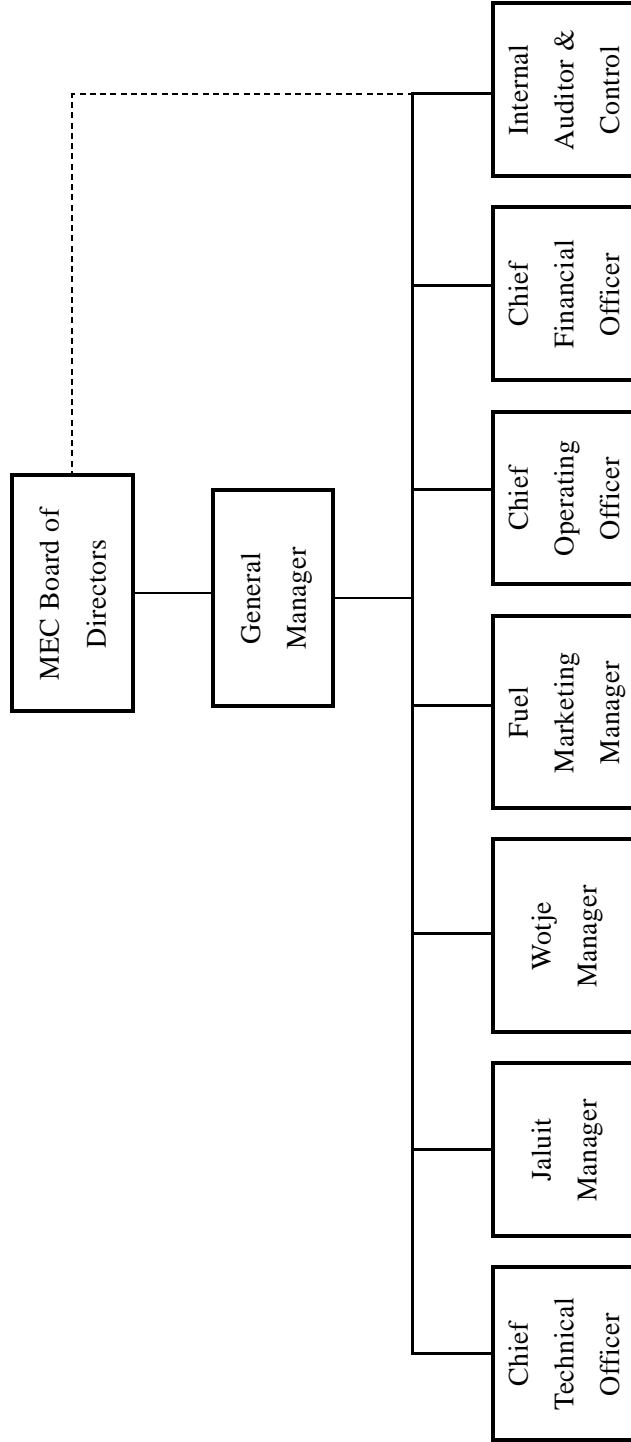 MEC Board of
Directors
General
Manager
Chief
Technical
Officer
Jaluit
Manager
Wotje
Manager
Fuel
Marketing
Manager
Chief
Operating
Officer
Chief
Financial
Officer
Internal
Auditor &
Control